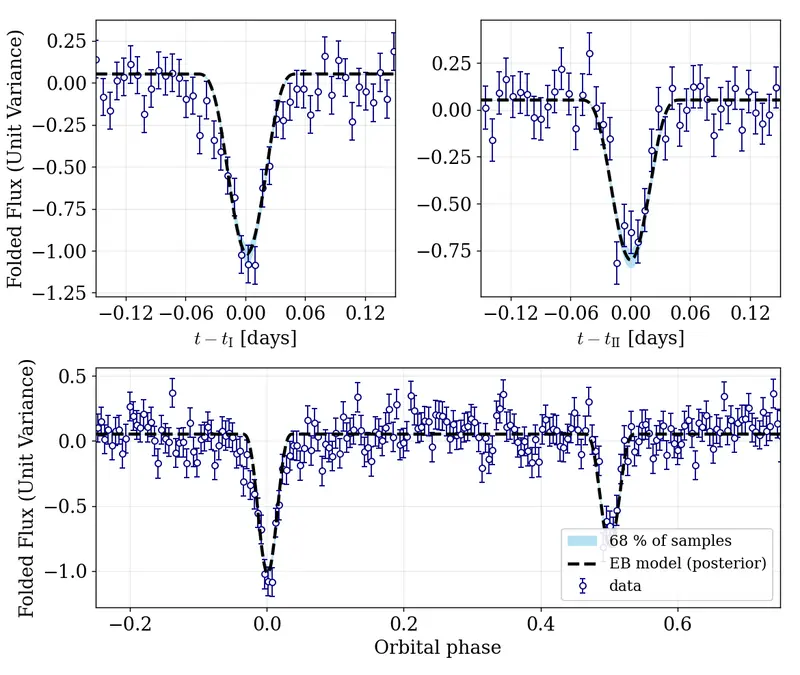 Folded Flux (Unit Variance)
0.25
0.00
−0.25
−0.50
−0.75
−1.00
−1.25
−0.12 −0.06 0.00 0.06 0.12
t − tI [days]
0.25
0.00
−0.25
−0.50
−0.75
−0.12 −0.06 0.00 0.06 0.12
t − tII [days]
Folded Flux (Unit Variance)
0.5
0.0
−0.5
−1.0
−0.2 0.0 0.2 0.4 0.6
Orbital phase
68 % of samples
EB model (posterior)
data